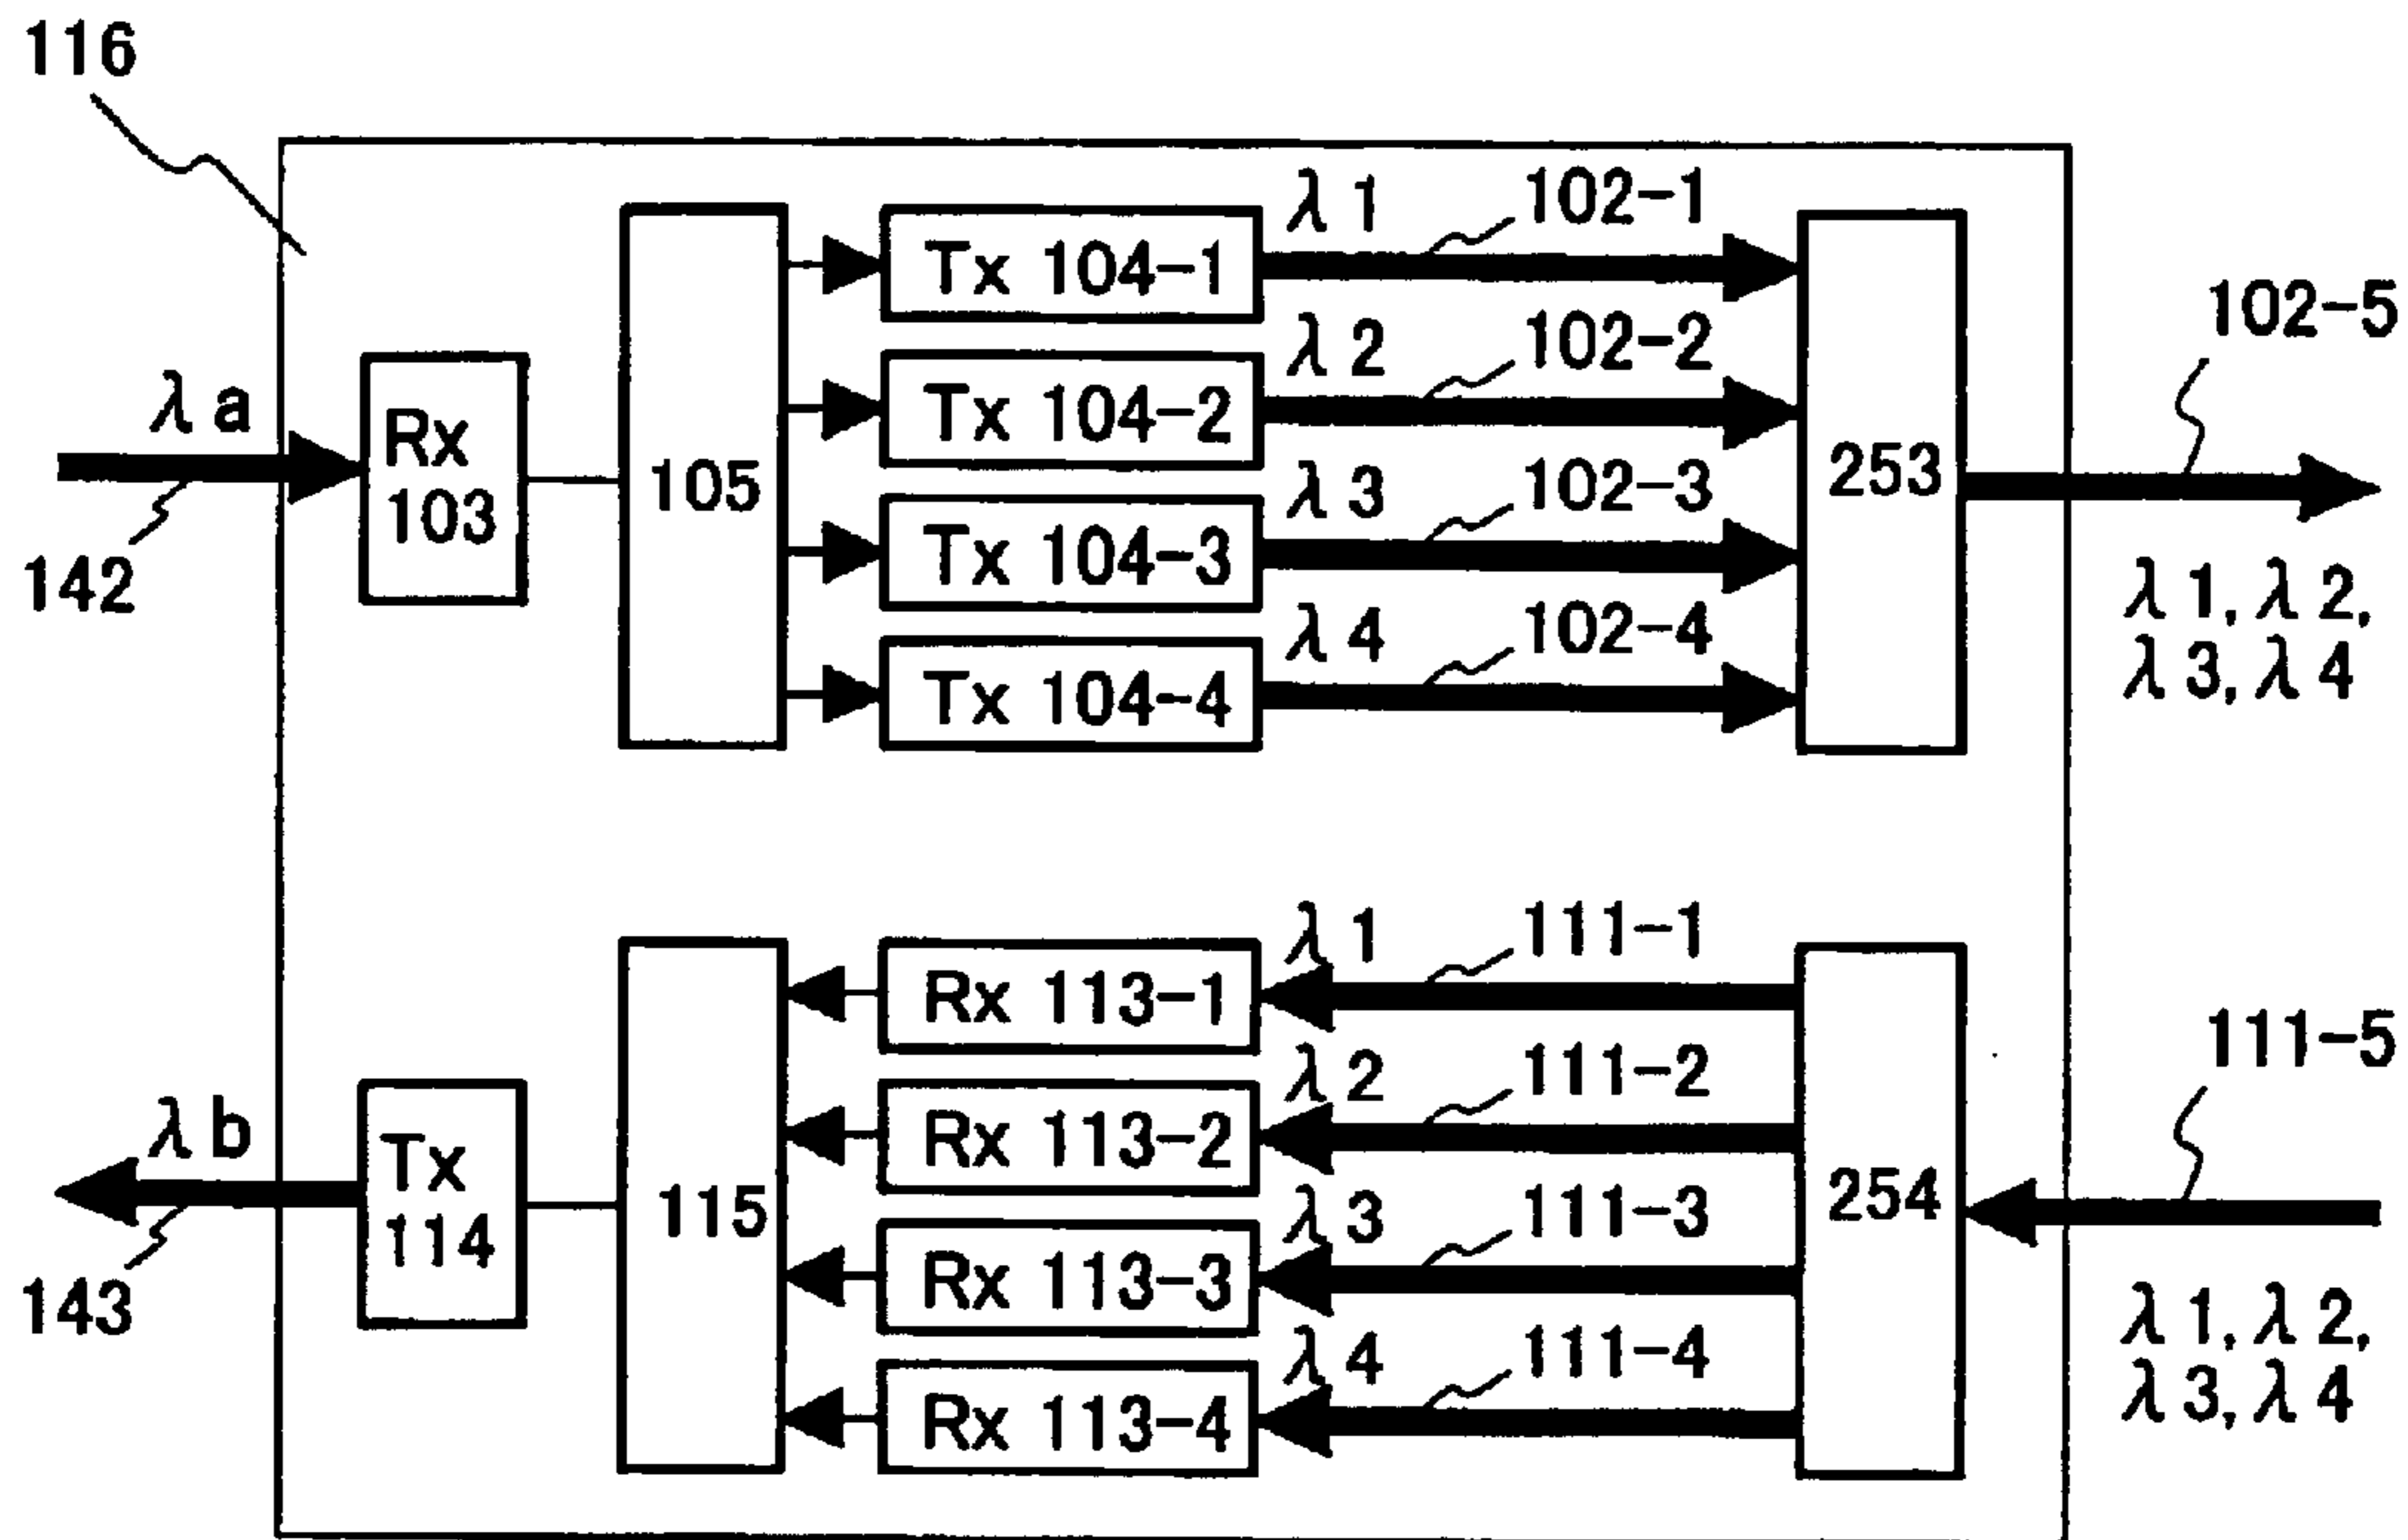 116
λ1 102-1
Tx 104-1
102-5
λ2 102-2
λa
Rx
103
Tx 104-2
105
λ3 102-3
253
142
Tx 104-3
λ1, λ2,
λ3, λ4
λ4 102-4
Tx 104-4
λ1 111-1
Rx 113-1
111-5
λ2 111-2
λb
Tx
114
Rx 113-2
115
λ3 111-3
254
143
Rx 113-3
λ1, λ2,
λ3, λ4
λ4 111-4
Rx 113-4